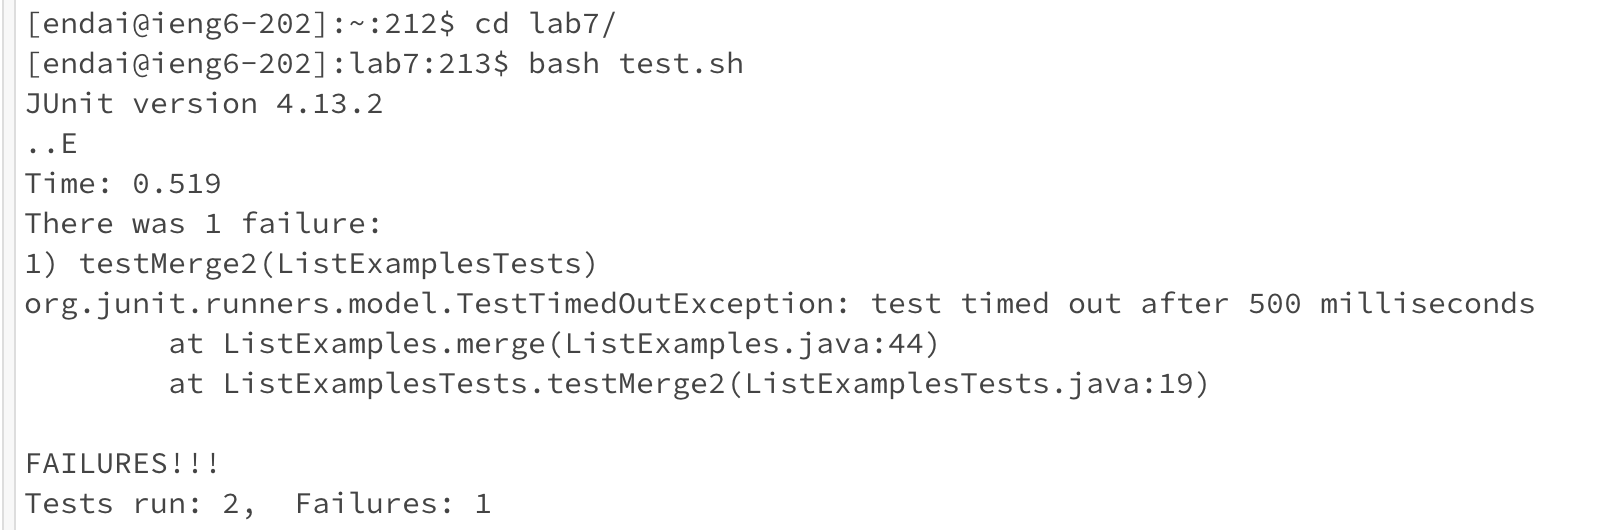 [endai@ieng6-202]:~:212$ cd lab7/
[endai@ieng6-202]:lab7:213$ bash test.sh
JUnit version 4.13.2
..E
Time: 0.519
There was 1 failure:
1) testMerge2(ListExamplesTests)
org.junit.runners.model.TestTimedOutException: test timed out after 500 milliseconds
        at ListExamples.merge(ListExamples.java:44)
        at ListExamplesTests.testMerge2(ListExamplesTests.java:19)

FAILURES!!!
Tests run: 2,  Failures: 1